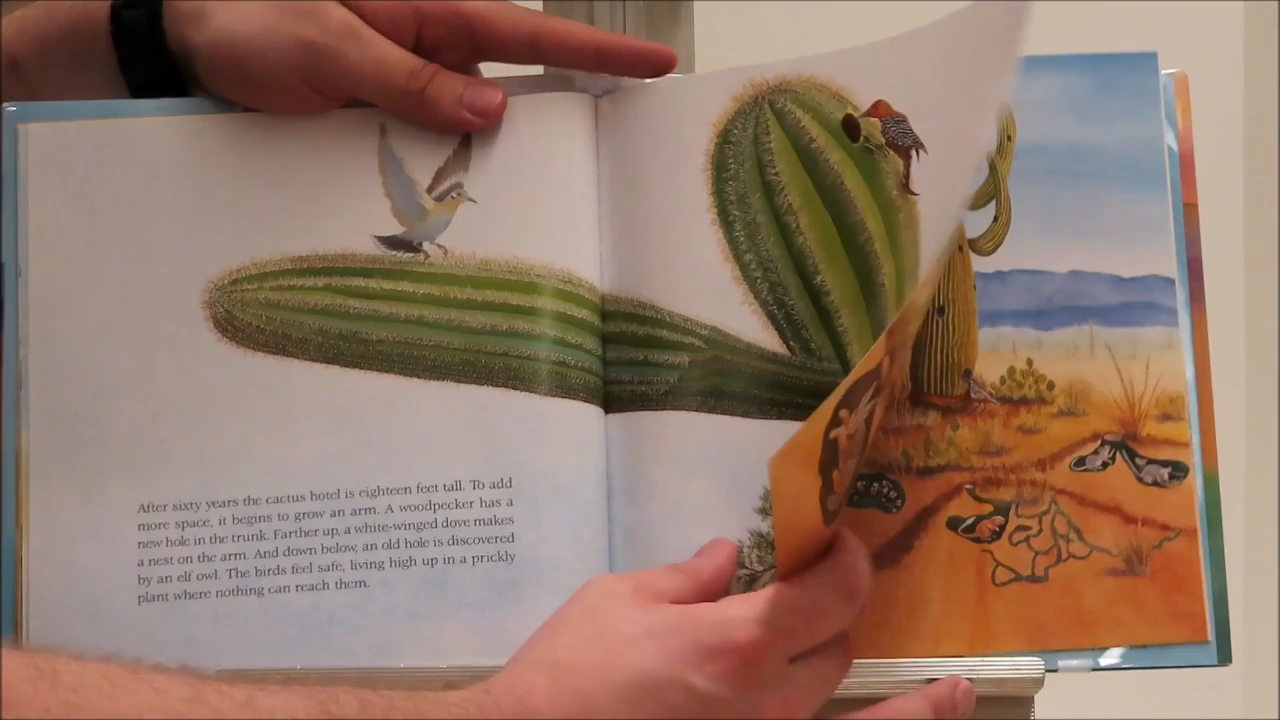 After sixty years the cactus hotel is eighteen feet tall. To add
more space, it begins to grow an arm. A woodpecker has a
new hole in the trunk. Farther up, a white-winged dove makes
a nest on the arm. And down below, an old hole is discovered
by an elf owl. The birds feel safe, living high up in a prickly
plant where nothing can reach them.